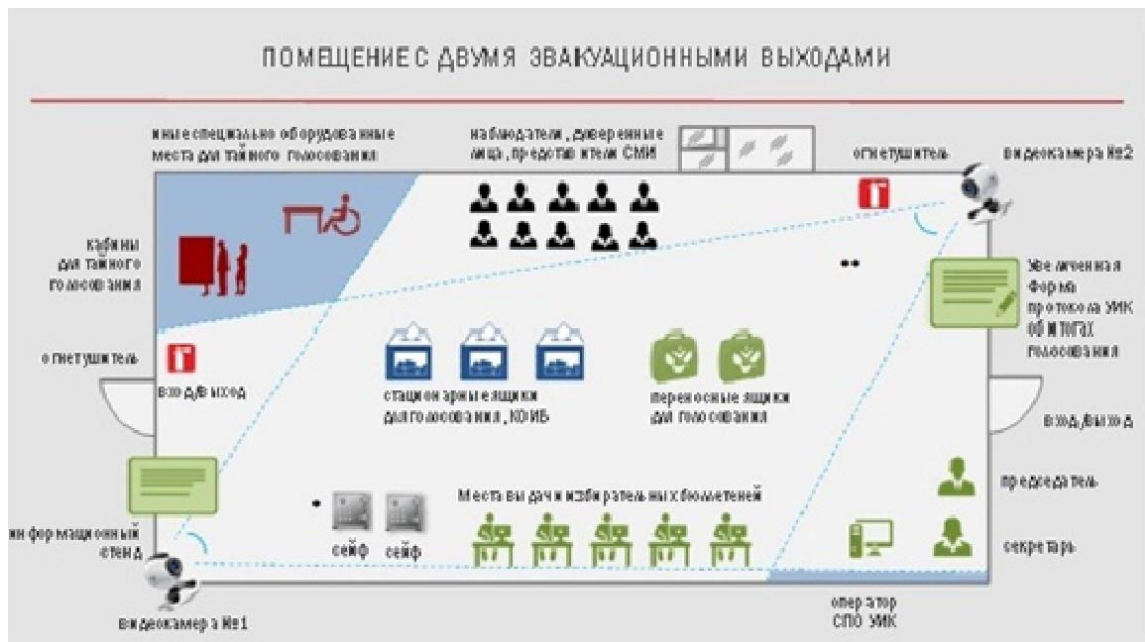 ПОМЕЩЕНИЕ С ДВУМЯ ЭВАКУАЦИОННЫМИ ВЫХОДАМИ
иные специально оборудованные
места для тайного голосования
наблюдатели, доверенные
лица, представители СМИ
огнетушитель
видеокамера №2
кабины
для тайного
голосования
Увеличенная
форма
протокола УИК
об итогах
голосования
огнетушитель
вход/выход
стационарные ящики
для голосования, КОИБ
переносные ящики
для голосования
вход/выход
Места выдачи избирательных бюллетеней
председатель
информационный
стенд
сейф
сейф
секретарь
видеокамера №1
оператор
СПО УИК